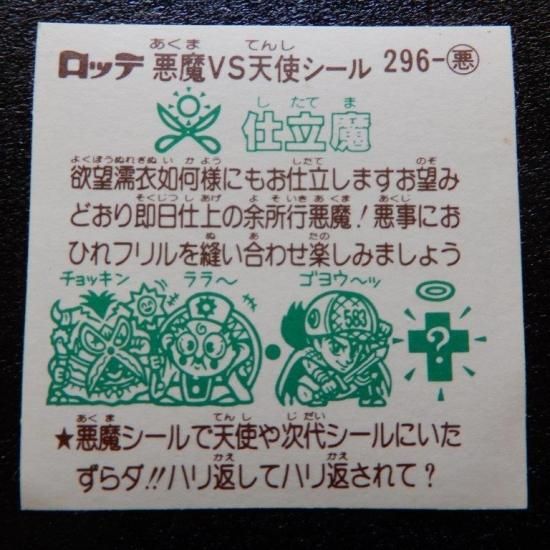 ロッテ 悪魔VS天使シール 296-悪
仕立魔
欲望濡衣如何様にもお仕立しますお望み
どおり即日仕上の余所行悪魔！悪事にお
ひれフリルを縫い合わせ楽しみましょう
チョッキン ララ〜 ゴヨウ〜ッ
583
?
★悪魔シールで天使や次代シールにいた
ずらダ!!ハリ返してハリ返されて？